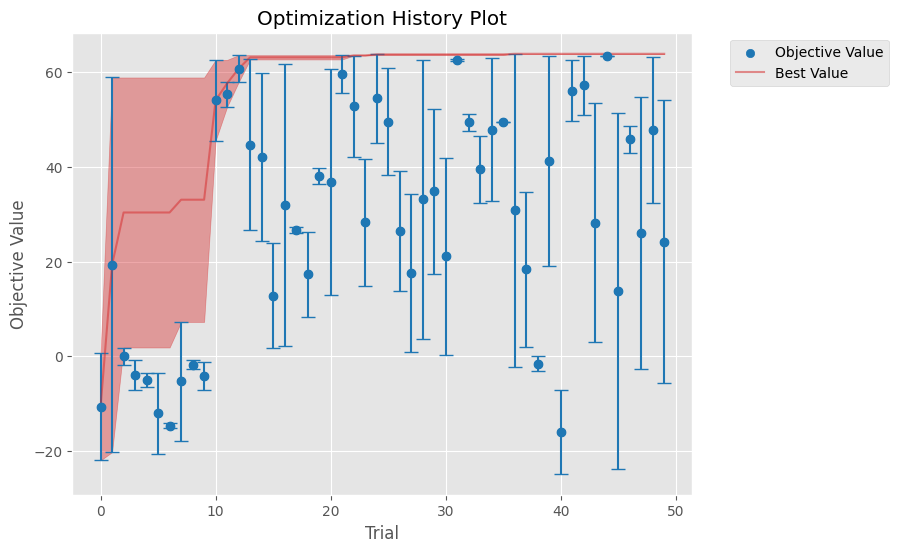 Optimization History Plot
Objective Value
Best Value
Objective Value
60
40
20
0
−20
0 10 20 30 40 50
Trial